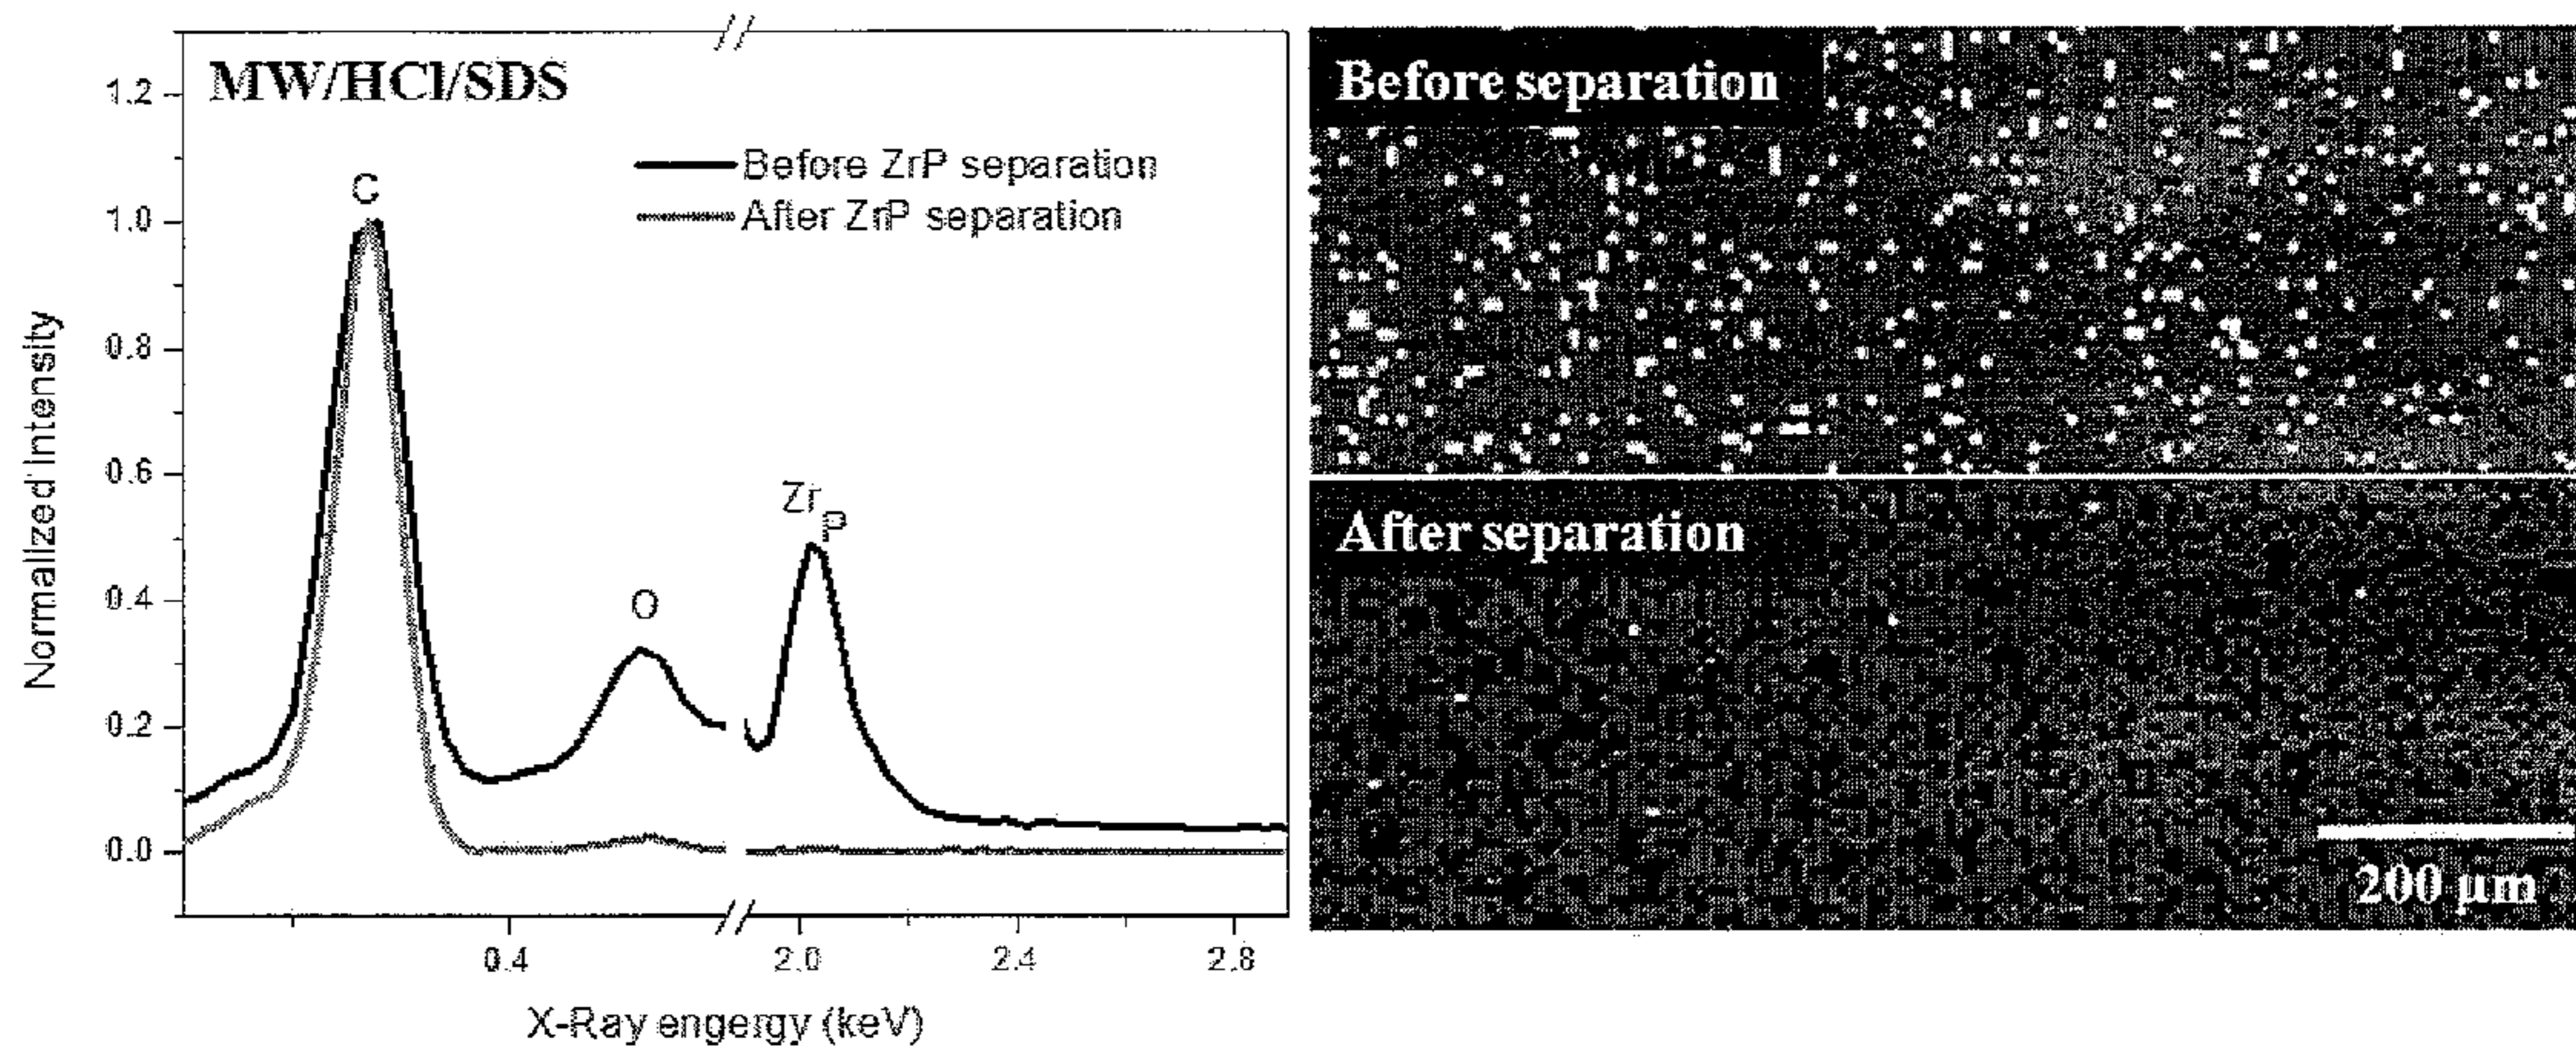 MW/HCl/SDS
Before ZrP separation
After ZrP separation
C
O
Zr
P
1.2
1.0
0.8
0.6
0.4
0.2
0.0
Normalized Intensity
0.4
2.0
2.4
2.8
X-Ray engergy (keV)
Before separation
After separation
200 µm